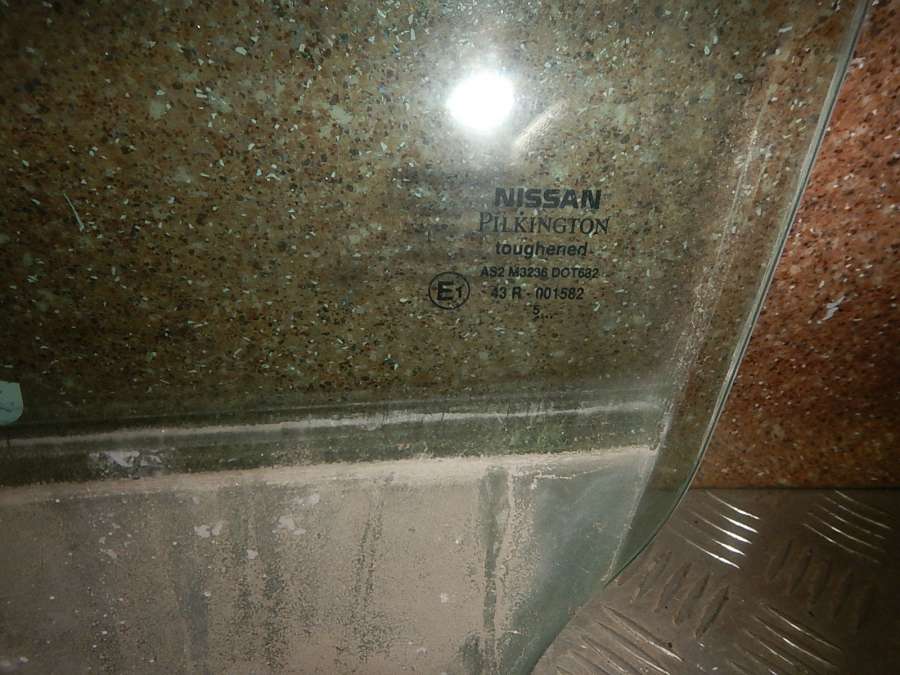 NISSAN
PILKINGTON
toughened
AS2 M3236 DOT682
E1 43 R - 001582
5...